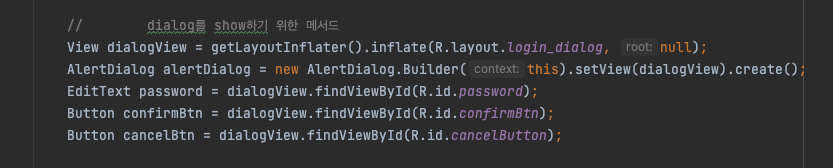 //        dialog를 show하기 위한 메서드
View dialogView = getLayoutInflater().inflate(R.layout.login_dialog, root: null);
AlertDialog alertDialog = new AlertDialog.Builder( context: this).setView(dialogView).create();
EditText password = dialogView.findViewById(R.id.password);
Button confirmBtn = dialogView.findViewById(R.id.confirmBtn);
Button cancelBtn = dialogView.findViewById(R.id.cancelButton);